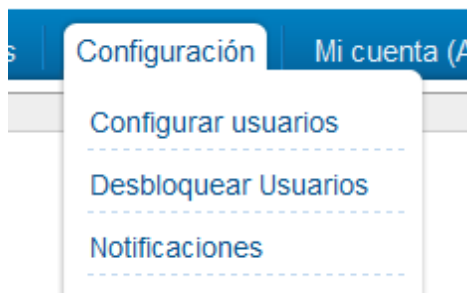 s Configuración Mi cuenta (A
Configurar usuarios
Desbloquear Usuarios
Notificaciones